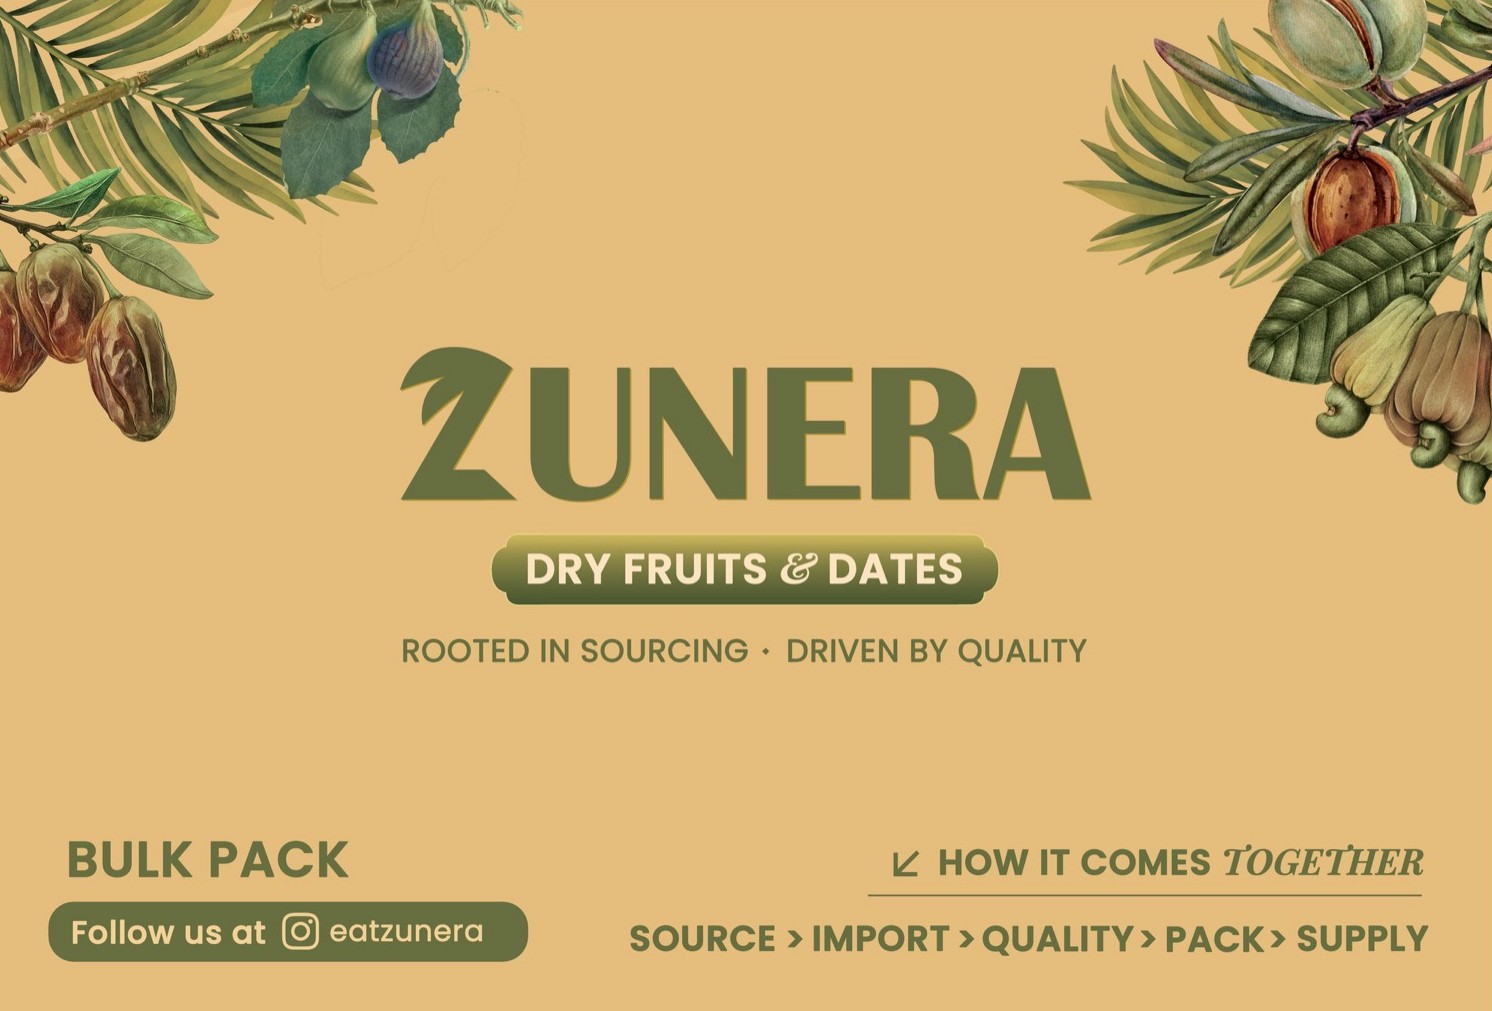 ZUNERA
DRY FRUITS & DATES
ROOTED IN SOURCING · DRIVEN BY QUALITY
BULK PACK
Follow us at eatzunera
HOW IT COMES TOGETHER
SOURCE > IMPORT > QUALITY > PACK > SUPPLY